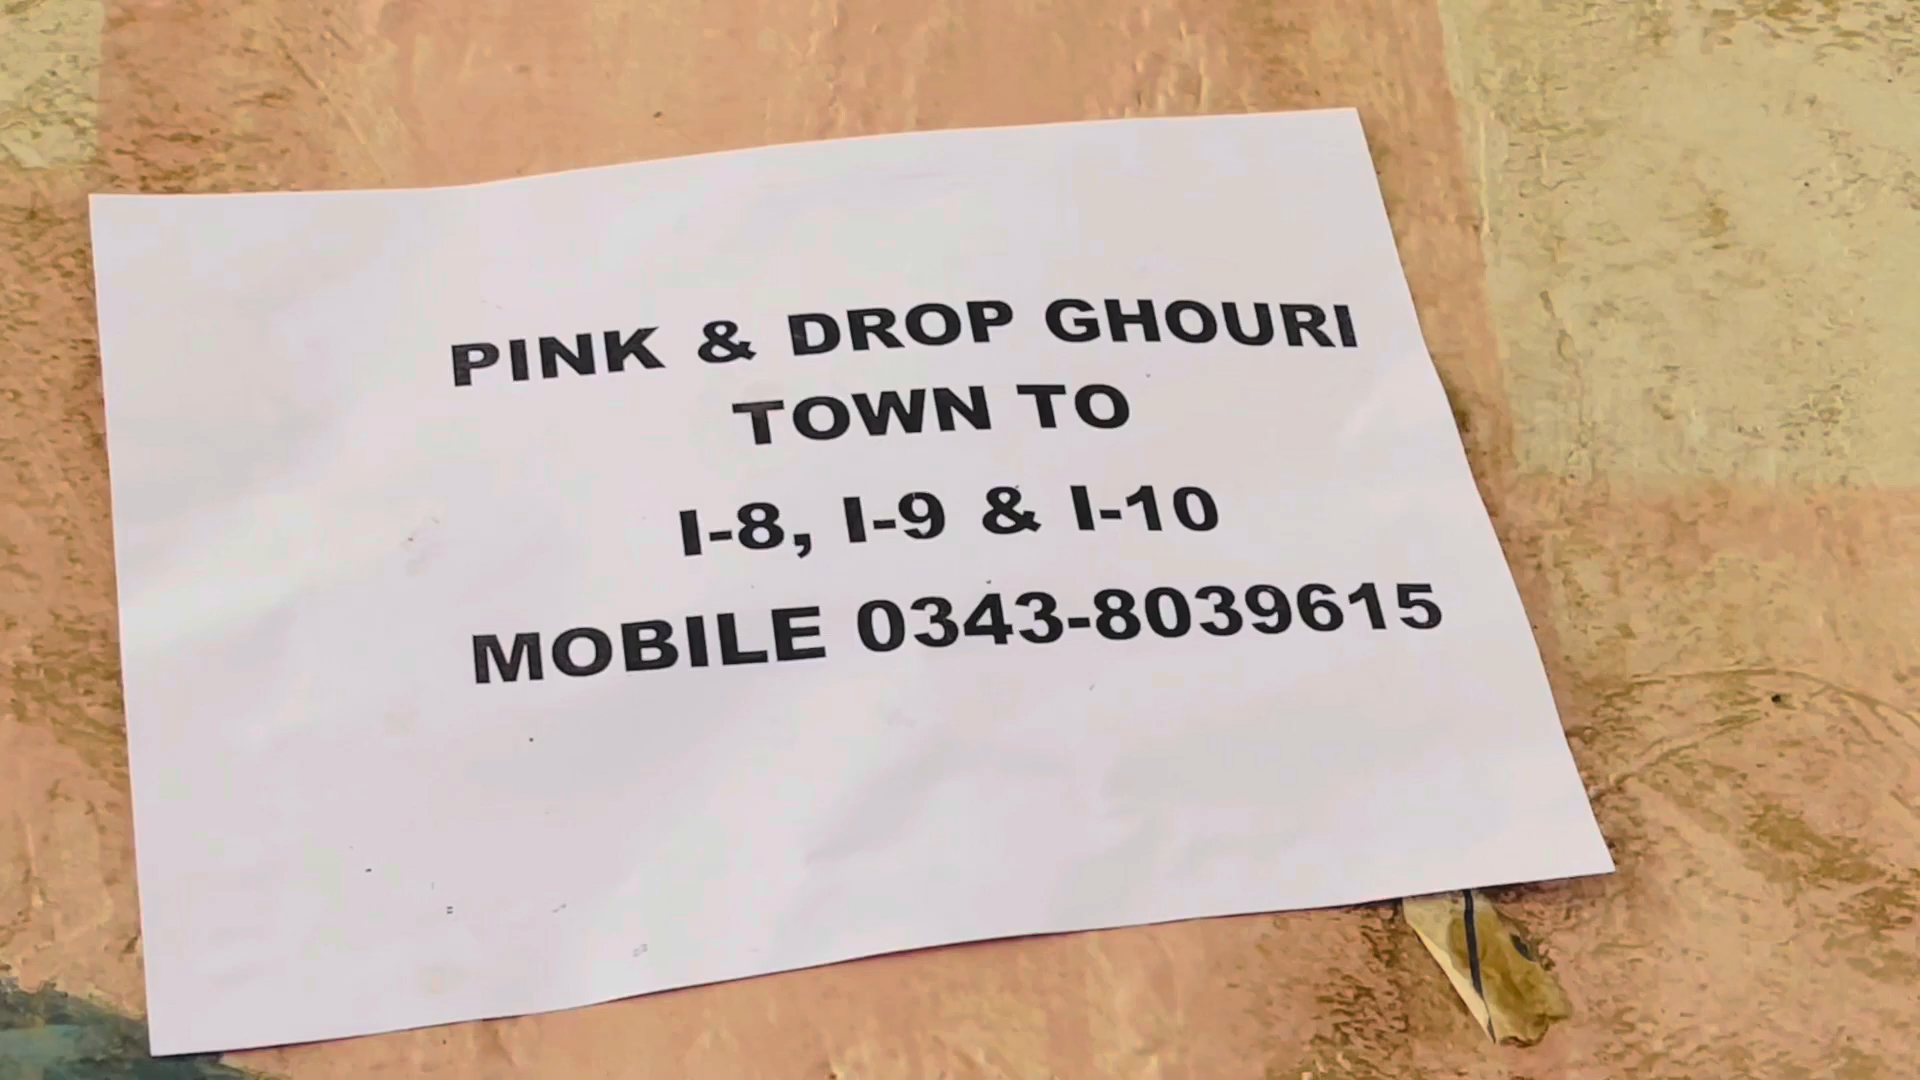 PINK & DROP GHOURI
TOWN TO
I-8, I-9 & I-10
MOBILE 0343-8039615